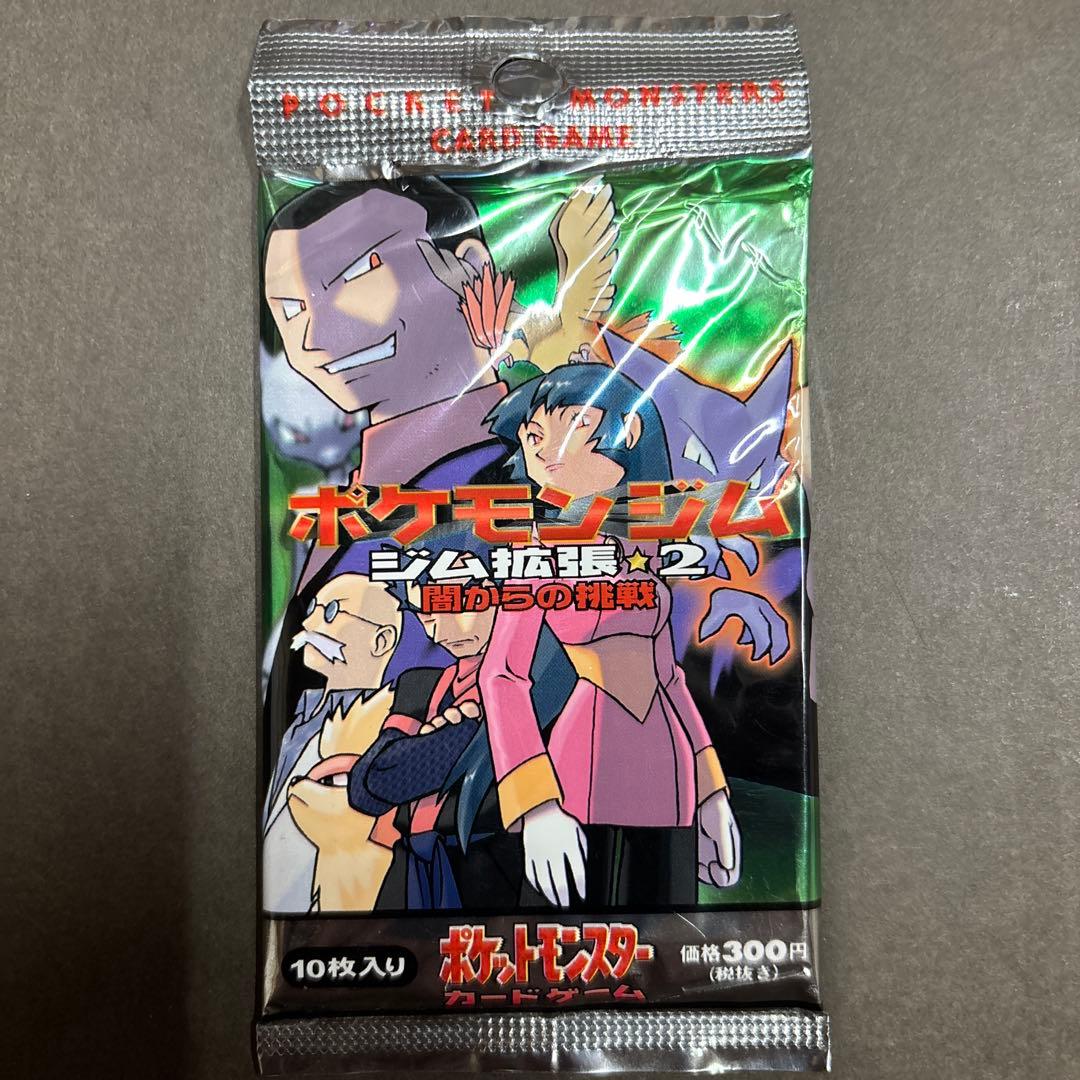 POCKET MONSTERS
CARD GAME
ポケモンジム
ジム拡張★2
闇からの挑戦
10枚入り
ポケットモンスター
カードゲーム
価格300円
(税抜き)